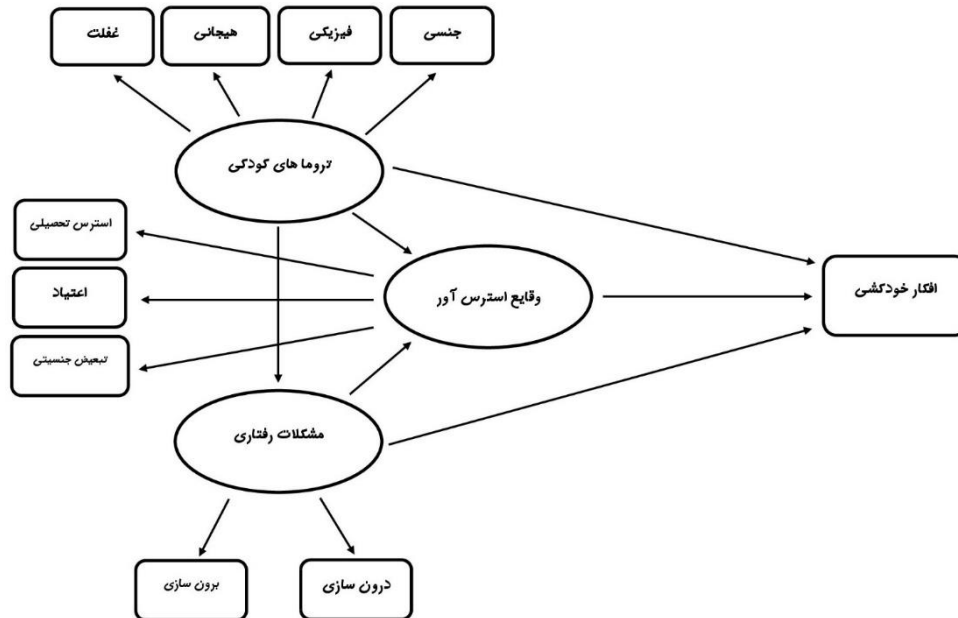 جنسی
فیزیکی
هیجانی
غفلت
تروما های کودکی
استرس تحصیلی
اعتیاد
تبعیض جنسیتی
وقایع استرس آور
افکار خودکشی
مشکلات رفتاری
درون سازی
برون سازی